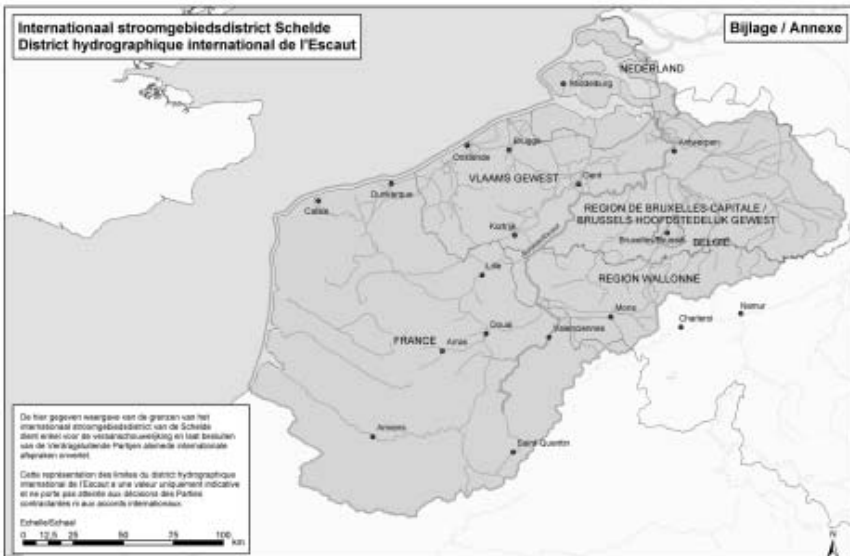 Internationaal stroomgebiedsdistrict Schelde
District hydrographique international de l'Escaut
Bijlage / Annexe
NEDERLAND
Middelburg
Brugge
Oostende
Antwerpen
VLAAMS GEWEST
Gent
Dunkerque
Calais
REGION DE BRUXELLES-CAPITALE /
BRUSSELS HOOFDSTEDELIJK GEWEST
Kortrijk
Bruxelles/Brussel
BELGIË
Lille
REGION WALLONNE
Mons
Namur
Charleroi
Douai
Valenciennes
FRANCE
Arras
Amiens
Saint-Quentin
De hier gegeven weergave van de grenzen van het
internationaal stroomgebiedsdistrict van de Schelde
dient enkel voor de veraanschouwelijking en laat besluiten
van de Verdragsluitende Partijen alsmede internationale
afspraken onverlet.
Cette représentation des limites du district hydrographique
international de l'Escaut a une valeur uniquement indicative
et ne porte pas atteinte aux décisions des Parties
contractantes ni aux accords internationaux.
Echelle/Schaal
0 12,5 25 50 75 100
km
N